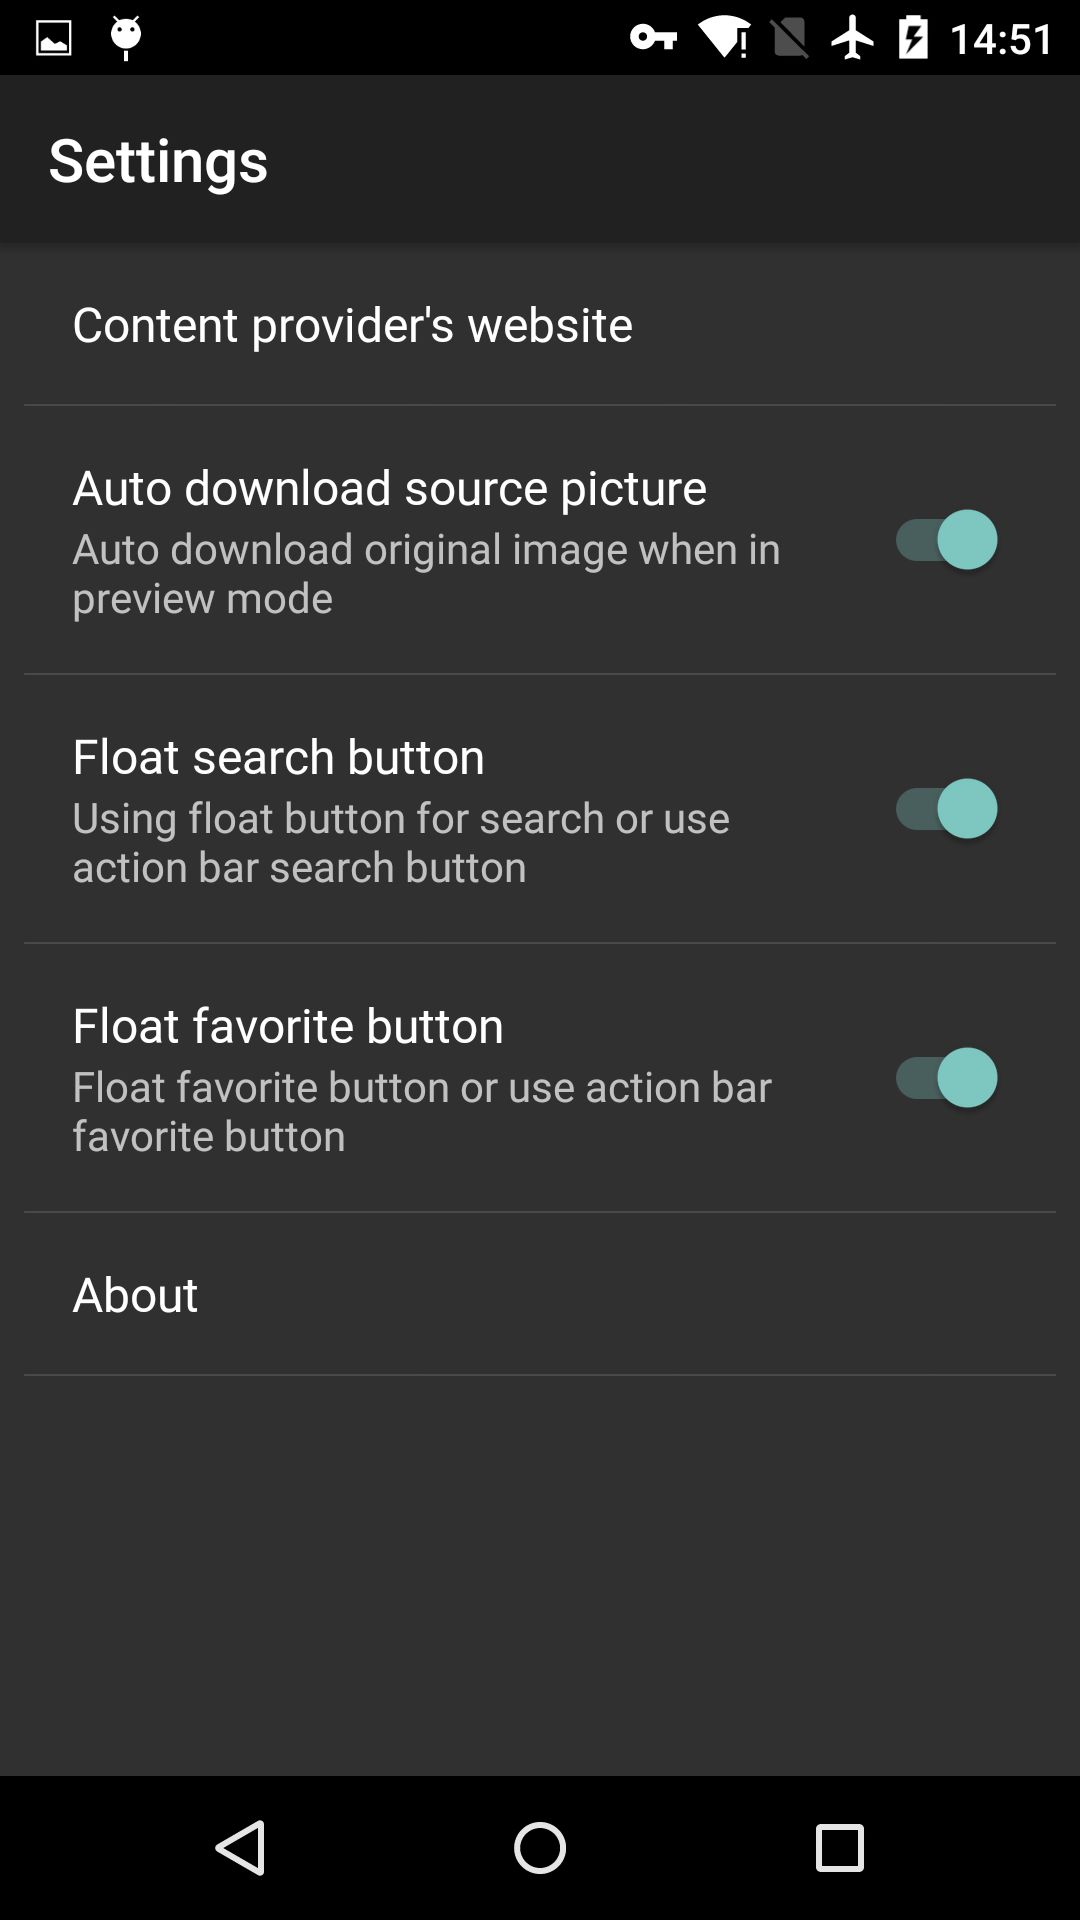 14:51
Settings
Content provider's website
Auto download source picture
Auto download original image when in
preview mode
Float search button
Using float button for search or use
action bar search button
Float favorite button
Float favorite button or use action bar
favorite button
About